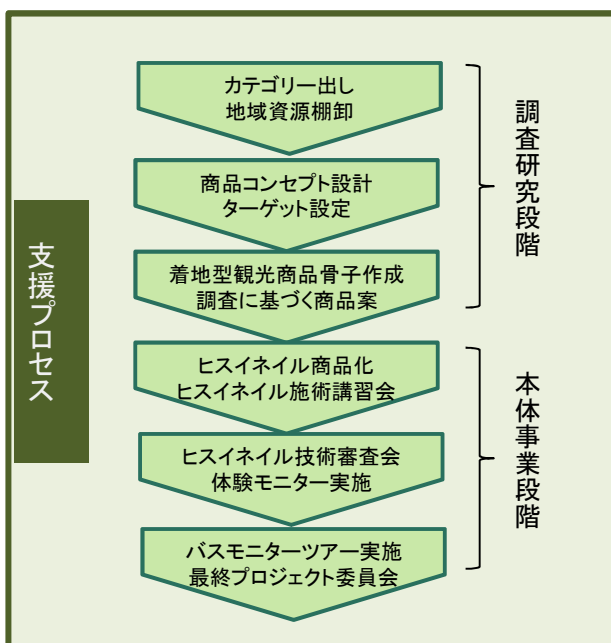 支援プロセス
カテゴリー出し
地域資源棚卸
商品コンセプト設計
ターゲット設定
着地型観光商品骨子作成
調査に基づく商品案
調査研究段階
ヒスイネイル商品化
ヒスイネイル施術講習会
ヒスイネイル技術審査会
体験モニター実施
バスモニターツアー実施
最終プロジェクト委員会
本体事業段階